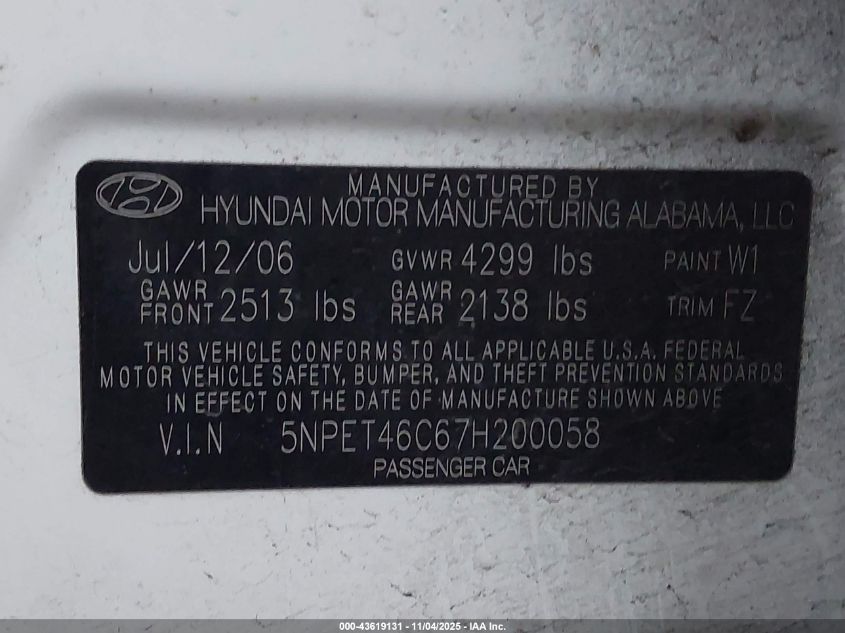 MANUFACTURED BY
HYUNDAI MOTOR MANUFACTURING ALABAMA, LLC
Jul/12/06 GVWR 4299 lbs PAINT W1
GAWR FRONT 2513 lbs GAWR REAR 2138 lbs TRIM FZ
THIS VEHICLE CONFORMS TO ALL APPLICABLE U.S.A. FEDERAL
MOTOR VEHICLE SAFETY, BUMPER, AND THEFT PREVENTION STANDARDS
IN EFFECT ON THE DATE OF MANUFACTURE SHOWN ABOVE
V.I.N 5NPET46C67H200058
PASSENGER CAR
000-43619131 - 11/04/2025 - IAA Inc.